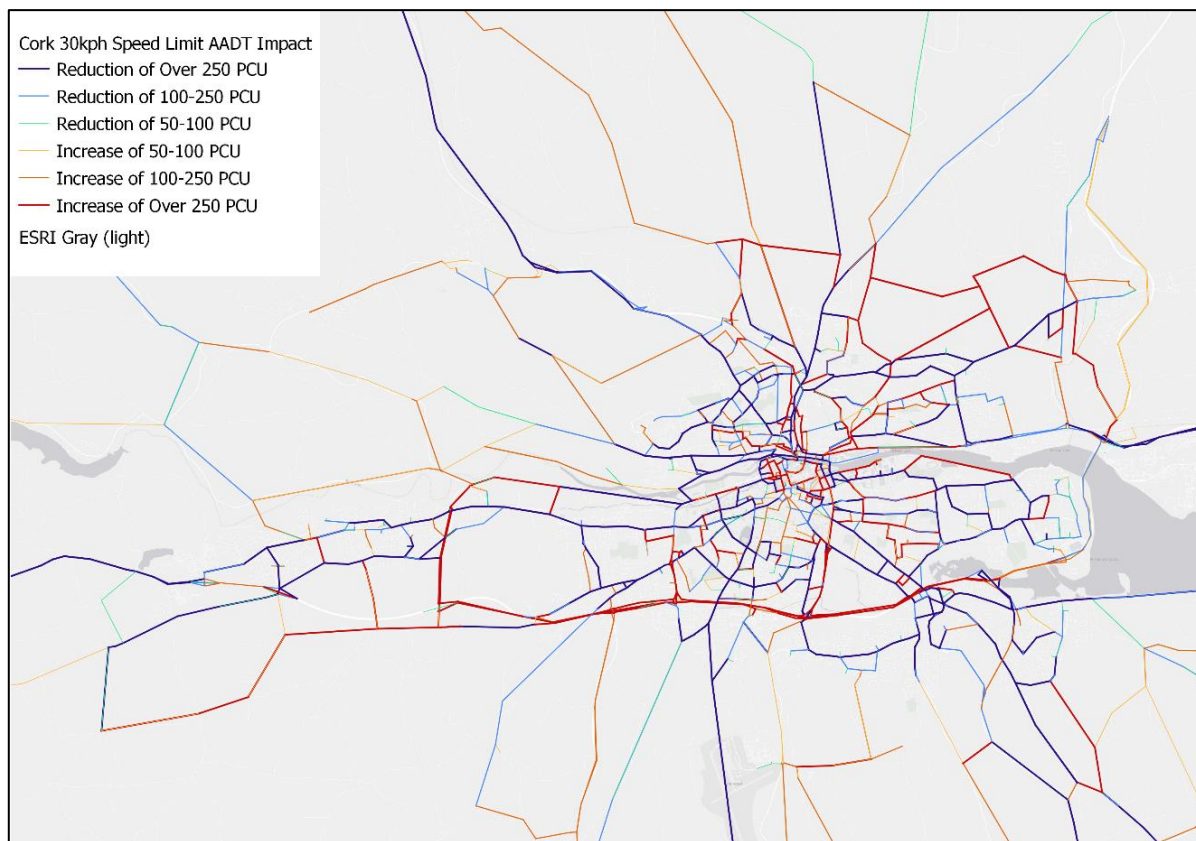 Cork 30kph Speed Limit AADT Impact
Reduction of Over 250 PCU
Reduction of 100-250 PCU
Reduction of 50-100 PCU
Increase of 50-100 PCU
Increase of 100-250 PCU
Increase of Over 250 PCU
ESRI Gray (light)